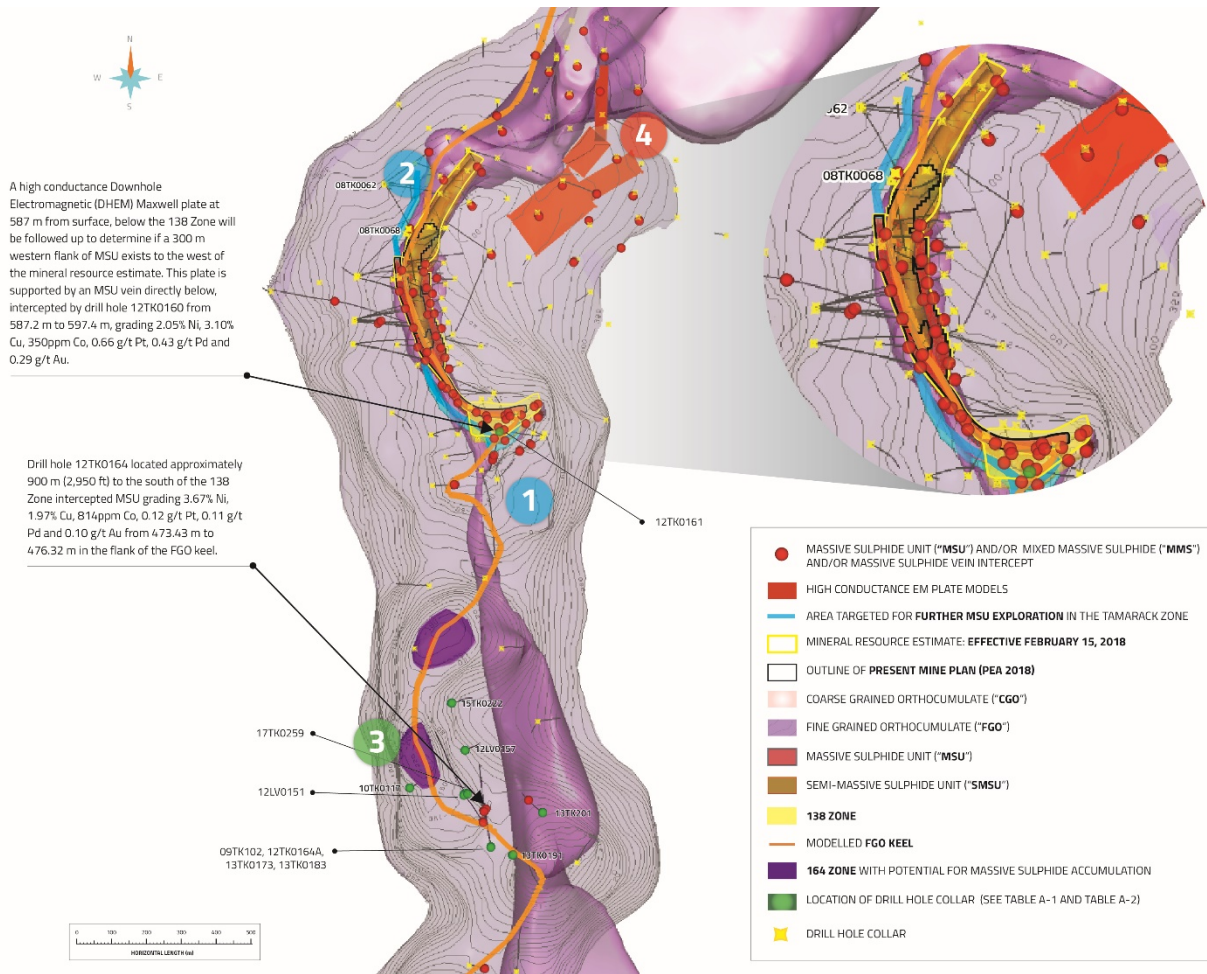 N
W E
S
A high conductance Downhole
Electromagnetic (DHEM) Maxwell plate at
587 m from surface, below the 138 Zone will
be followed up to determine if a 300 m
western flank of MSU exists to the west of
the mineral resource estimate. This plate is
supported by an MSU vein directly below,
intercepted by drill hole 12TK0160 from
587.2 m to 597.4 m, grading 2.05% Ni, 3.10%
Cu, 350ppm Co, 0.66 g/t Pt, 0.43 g/t Pd and
0.29 g/t Au.
Drill hole 12TK0164 located approximately
900 m (2,950 ft) to the south of the 138
Zone intercepted MSU grading 3.67% Ni,
1.97% Cu, 814ppm Co, 0.12 g/t Pt, 0.11 g/t
Pd and 0.10 g/t Au from 473.43 m to
476.32 m in the flank of the FGO keel.
2
4
08TK0062
08TK0068
062
08TK0068
1
12TK0161
15TK0222
3
17TK0259
12LV0157
12LV0151
10TK0117
13TK201
09TK102, 12TK0164A,
13TK0173, 13TK0183
13TK0191
0 100 200 300 400 500
HORIZONTAL LENGTH (m)
MASSIVE SULPHIDE UNIT ("MSU") AND/OR MIXED MASSIVE SULPHIDE ("MMS")
AND/OR MASSIVE SULPHIDE VEIN INTERCEPT
HIGH CONDUCTANCE EM PLATE MODELS
AREA TARGETED FOR FURTHER MSU EXPLORATION IN THE TAMARACK ZONE
MINERAL RESOURCE ESTIMATE: EFFECTIVE FEBRUARY 15, 2018
OUTLINE OF PRESENT MINE PLAN (PEA 2018)
COARSE GRAINED ORTHOCUMULATE ("CGO")
FINE GRAINED ORTHOCUMULATE ("FGO")
MASSIVE SULPHIDE UNIT ("MSU")
SEMI-MASSIVE SULPHIDE UNIT ("SMSU")
138 ZONE
MODELLED FGO KEEL
164 ZONE WITH POTENTIAL FOR MASSIVE SULPHIDE ACCUMULATION
LOCATION OF DRILL HOLE COLLAR (SEE TABLE A-1 AND TABLE A-2)
DRILL HOLE COLLAR